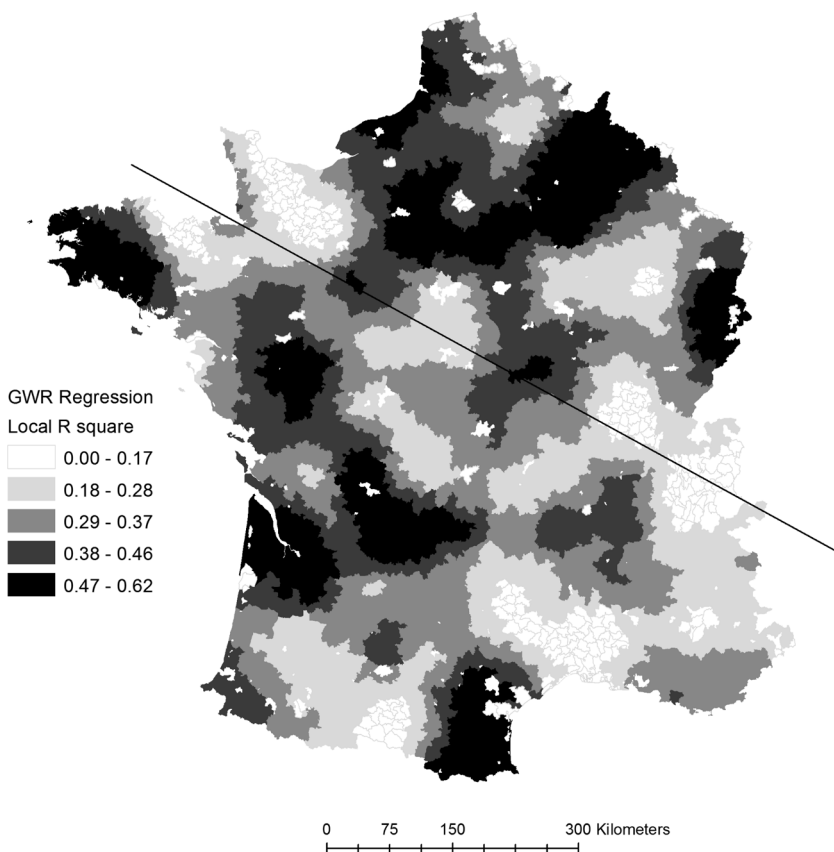 GWR Regression
Local R square
0.00 - 0.17
0.18 - 0.28
0.29 - 0.37
0.38 - 0.46
0.47 - 0.62
0 75 150 300 Kilometers